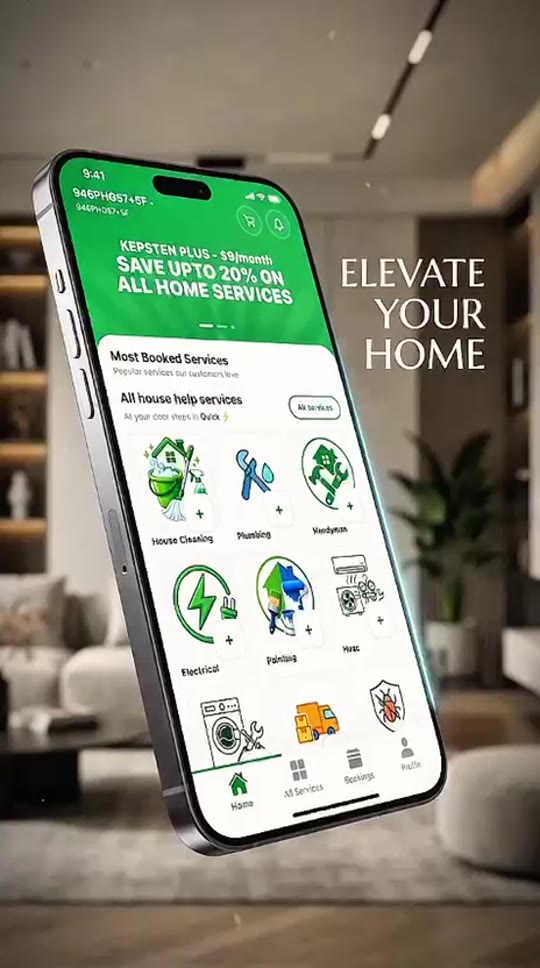 9:41
946PHG57+5F
946PHG57+5F
KEPSTEN PLUS - $9/month
SAVE UPTO 20% ON
ALL HOME SERVICES
ELEVATE
YOUR
HOME
Most Booked Services
Popular services our customers love
All house help services
All services
At your door steps in Quick ⚡
House Cleaning
Plumbing
Handyman
Electrical
Painting
Hvac
Home
All Services
Bookings
Profile